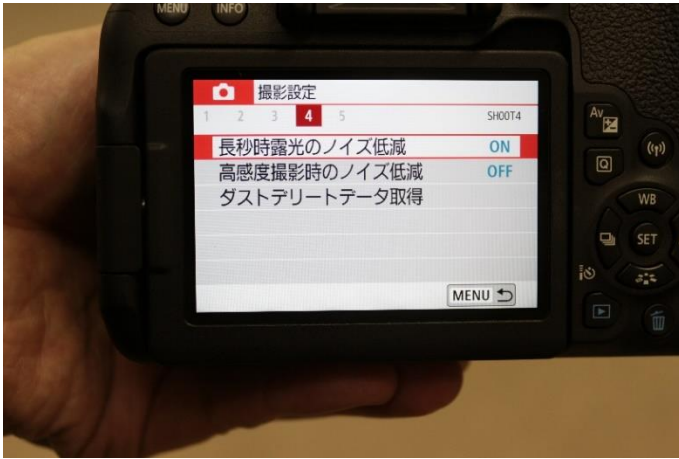 MENU INFO
撮影設定
1 2 3 4 5 SHOOT4
長秒時露光のノイズ低減 ON
高感度撮影時のノイズ低減 OFF
ダストデリートデータ取得
MENU
Av
Q
WB
SET